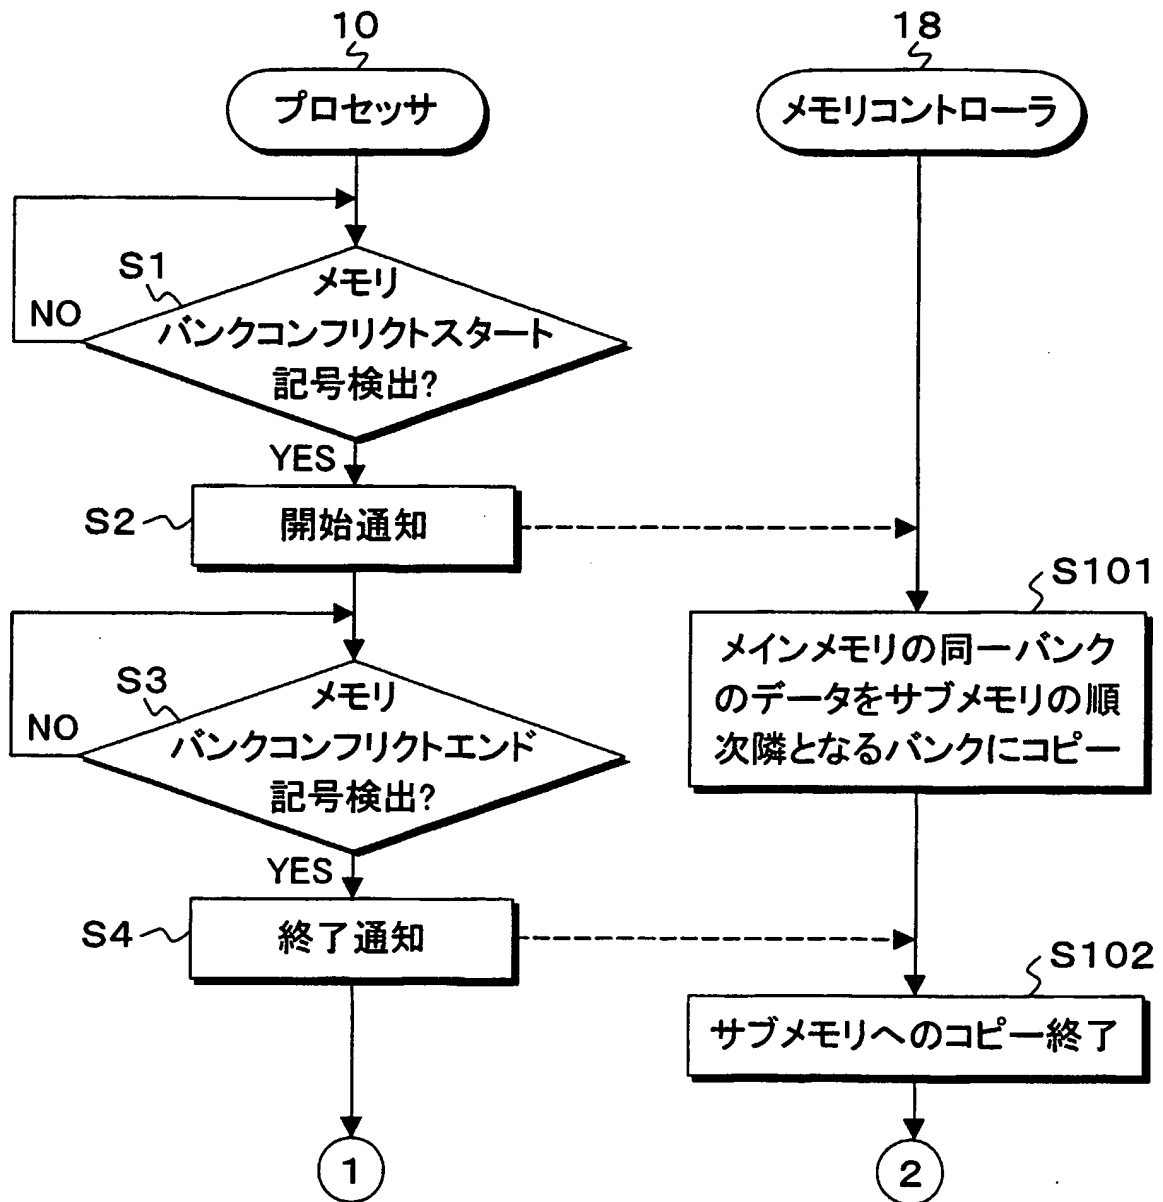 10
プロセッサ
S1
メモリ
バンクコンフリクトスタート
記号検出?
NO
YES
S2
開始通知
S3
メモリ
バンクコンフリクトエンド
記号検出?
NO
YES
S4
終了通知
1
18
メモリコントローラ
S101
メインメモリの同一バンク
のデータをサブメモリの順
次隣となるバンクにコピー
S102
サブメモリへのコピー終了
2